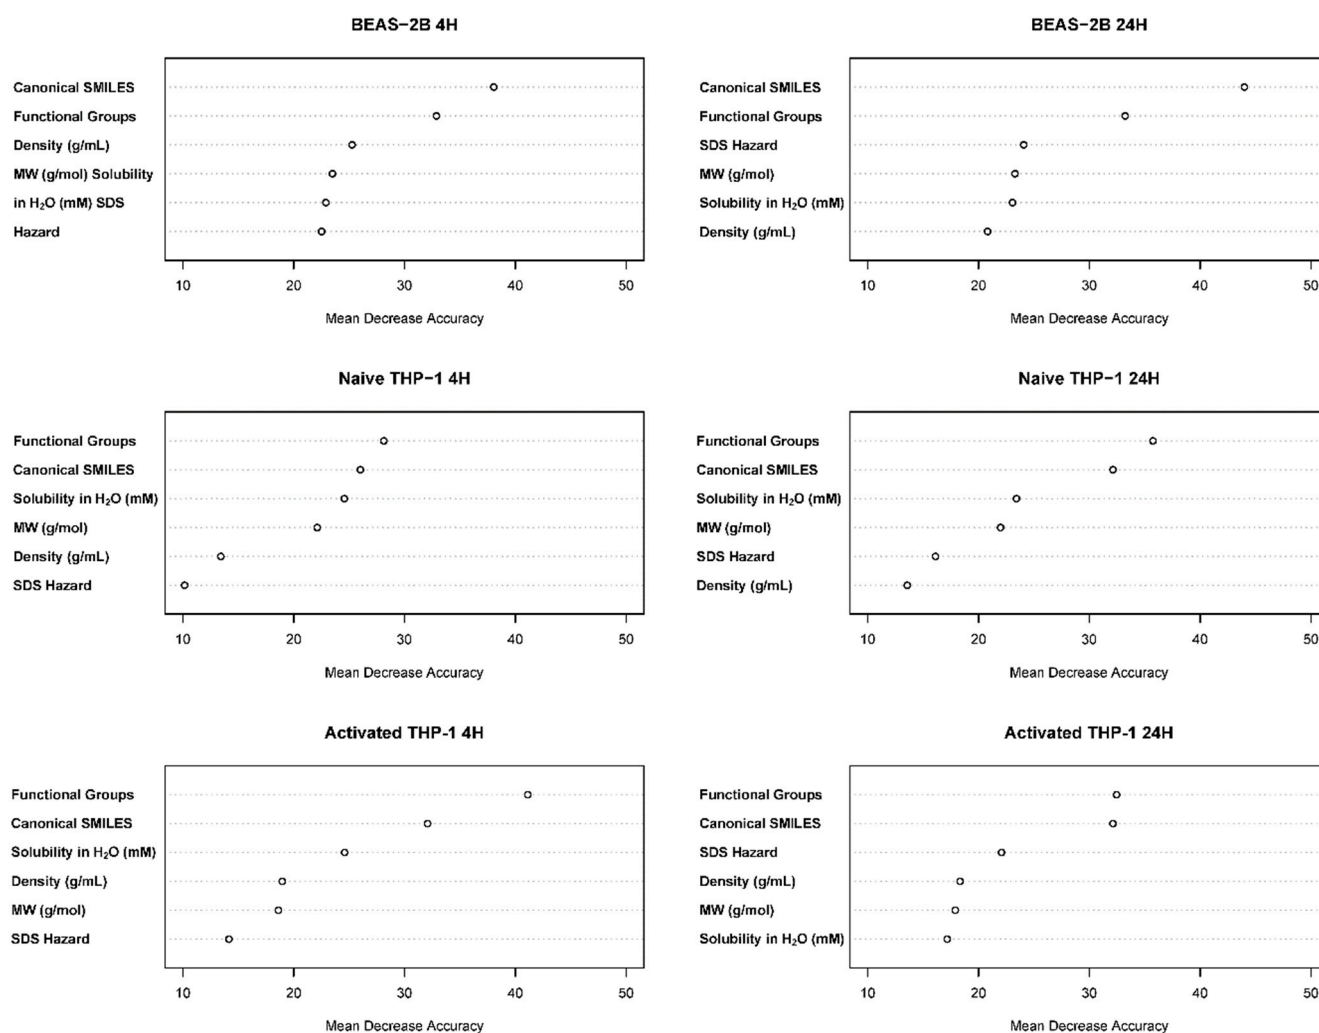 BEAS−2B 4H
Canonical SMILES
Functional Groups
Density (g/mL)
MW (g/mol) Solubility
in H₂O (mM) SDS
Hazard
10 20 30 40 50
Mean Decrease Accuracy
BEAS−2B 24H
Canonical SMILES
Functional Groups
SDS Hazard
MW (g/mol)
Solubility in H₂O (mM)
Density (g/mL)
10 20 30 40 50
Mean Decrease Accuracy
Naive THP−1 4H
Functional Groups
Canonical SMILES
Solubility in H₂O (mM)
MW (g/mol)
Density (g/mL)
SDS Hazard
10 20 30 40 50
Mean Decrease Accuracy
Naive THP−1 24H
Functional Groups
Canonical SMILES
Solubility in H₂O (mM)
MW (g/mol)
SDS Hazard
Density (g/mL)
10 20 30 40 50
Mean Decrease Accuracy
Activated THP-1 4H
Functional Groups
Canonical SMILES
Solubility in H₂O (mM)
Density (g/mL)
MW (g/mol)
SDS Hazard
10 20 30 40 50
Mean Decrease Accuracy
Activated THP-1 24H
Functional Groups
Canonical SMILES
SDS Hazard
Density (g/mL)
MW (g/mol)
Solubility in H₂O (mM)
10 20 30 40 50
Mean Decrease Accuracy